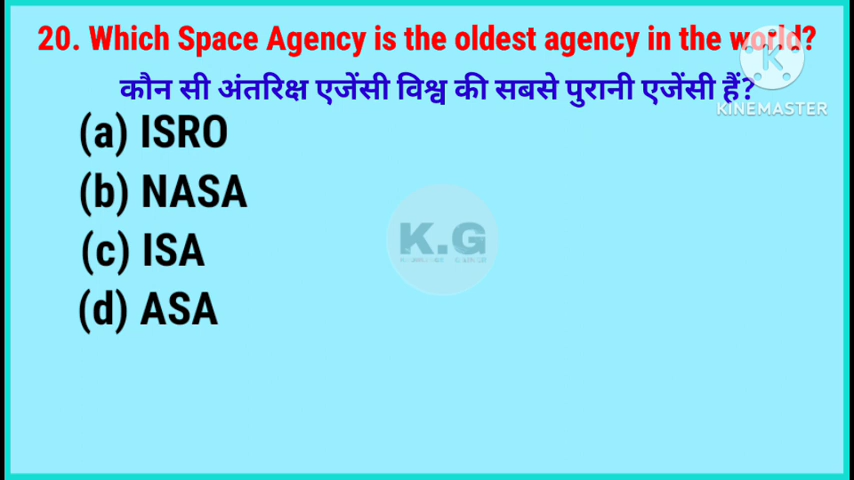 20. Which Space Agency is the oldest agency in the world?
कौन सी अंतरिक्ष एजेंसी विश्व की सबसे पुरानी एजेंसी हैं?
KINEMASTER
(a) ISRO
(b) NASA
K.G
(c) ISA
(d) ASA